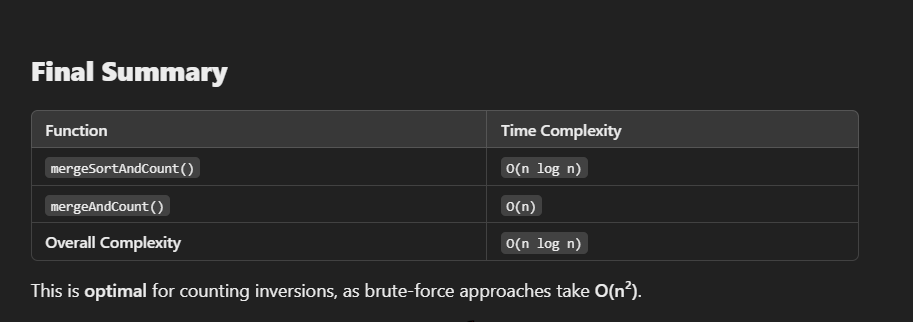 Final Summary
Function Time Complexity
mergeSortAndCount() O(n log n)
mergeAndCount() O(n)
Overall Complexity O(n log n)
This is optimal for counting inversions, as brute-force approaches take O(n²).